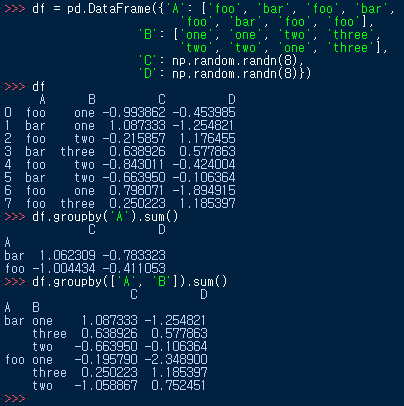 >>> df = pd.DataFrame({'A': ['foo', 'bar', 'foo', 'bar',
'foo', 'bar', 'foo', 'foo'],
'B': ['one', 'one', 'two', 'three',
'two', 'two', 'one', 'three'],
'C': np.random.randn(8),
'D': np.random.randn(8)})
>>> df
A B C D
0 foo one -0.993862 -0.453985
1 bar one 1.087333 -1.254821
2 foo two -0.215857 1.176455
3 bar three 0.638926 0.577863
4 foo two -0.843011 -0.424004
5 bar two -0.663950 -0.106364
6 foo one 0.798071 -1.894915
7 foo three 0.250223 1.185397
>>> df.groupby('A').sum()
C D
A
bar 1.062309 -0.783323
foo -1.004434 -0.411053
>>> df.groupby(['A', 'B']).sum()
C D
A B
bar one 1.087333 -1.254821
three 0.638926 0.577863
two -0.663950 -0.106364
foo one -0.195790 -2.348900
three 0.250223 1.185397
two -1.058867 0.752451
>>>